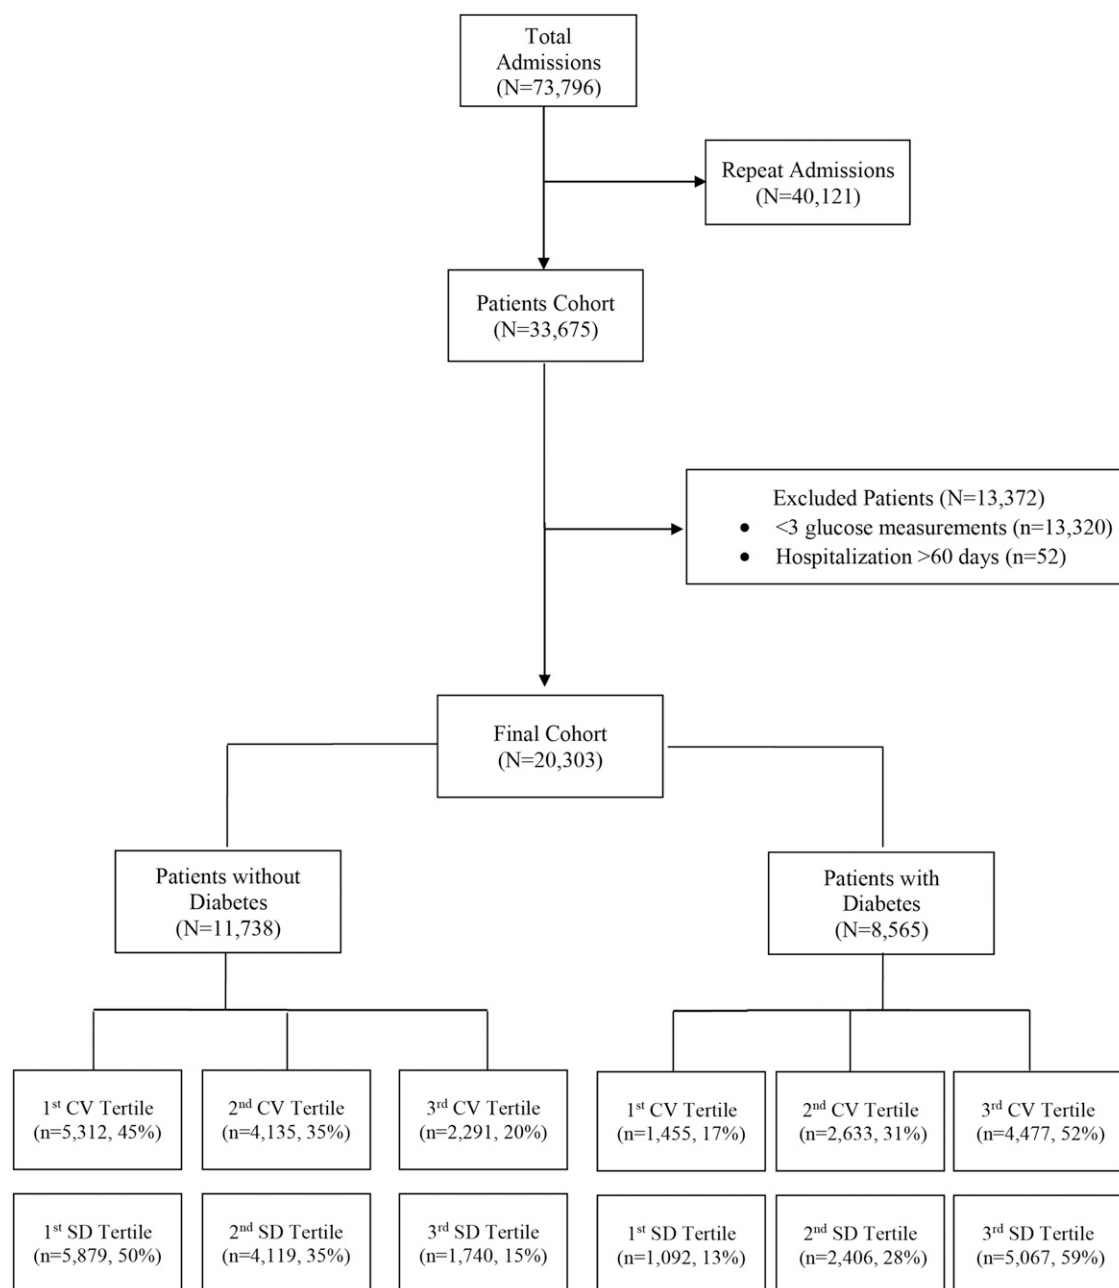 Total
Admissions
(N=73,796)
Repeat Admissions
(N=40,121)
Patients Cohort
(N=33,675)
Excluded Patients (N=13,372)
• <3 glucose measurements (n=13,320)
• Hospitalization >60 days (n=52)
Final Cohort
(N=20,303)
Patients without
Diabetes
(N=11,738)
Patients with
Diabetes
(N=8,565)
1st CV Tertile
(n=5,312, 45%)
2nd CV Tertile
(n=4,135, 35%)
3rd CV Tertile
(n=2,291, 20%)
1st CV Tertile
(n=1,455, 17%)
2nd CV Tertile
(n=2,633, 31%)
3rd CV Tertile
(n=4,477, 52%)
1st SD Tertile
(n=5,879, 50%)
2nd SD Tertile
(n=4,119, 35%)
3rd SD Tertile
(n=1,740, 15%)
1st SD Tertile
(n=1,092, 13%)
2nd SD Tertile
(n=2,406, 28%)
3rd SD Tertile
(n=5,067, 59%)